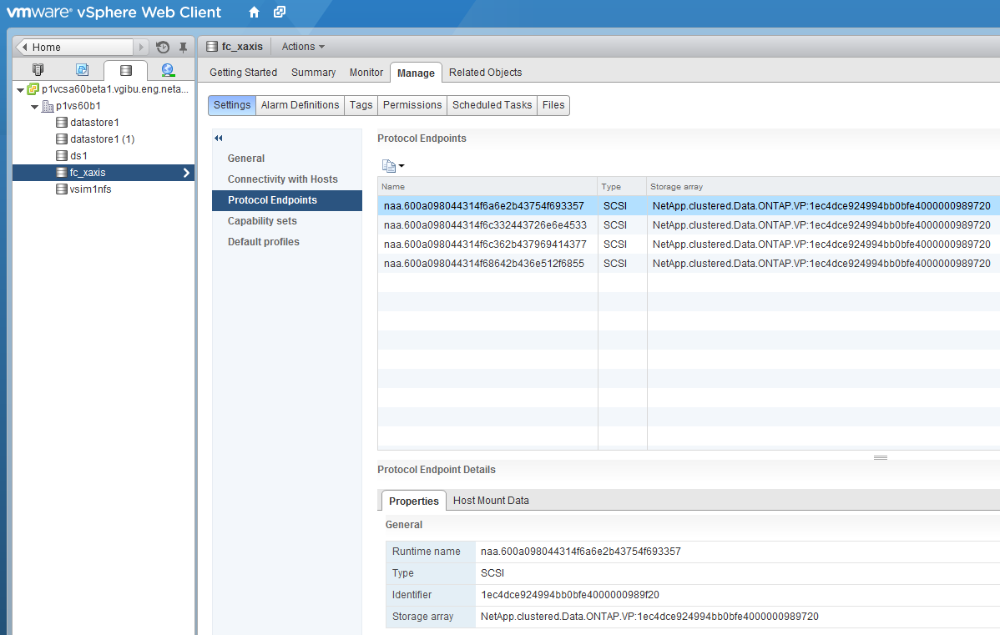 vmware® vSphere Web Client
Home
fc_xaxis Actions
Getting Started Summary Monitor Manage Related Objects
p1vcsa60beta1.vgibu.eng.neta...
p1vs60b1
datastore1
datastore1 (1)
ds1
fc_xaxis
vsim1nfs
Settings Alarm Definitions Tags Permissions Scheduled Tasks Files
General
Connectivity with Hosts
Protocol Endpoints
Capability sets
Default profiles
Protocol Endpoints
Name Type Storage array
naa.600a098044314f6a6e2b43754f693357 SCSI NetApp.clustered.Data.ONTAP.VP:1ec4dce924994bb0bfe4000000989720
naa.600a098044314f6c332443726e6e4533 SCSI NetApp.clustered.Data.ONTAP.VP:1ec4dce924994bb0bfe4000000989720
naa.600a098044314f6c362b437969414377 SCSI NetApp.clustered.Data.ONTAP.VP:1ec4dce924994bb0bfe4000000989720
naa.600a098044314f68642b436e512f6855 SCSI NetApp.clustered.Data.ONTAP.VP:1ec4dce924994bb0bfe4000000989720
Protocol Endpoint Details
Properties Host Mount Data
General
Runtime name naa.600a098044314f6a6e2b43754f693357
Type SCSI
Identifier 1ec4dce924994bb0bfe4000000989f20
Storage array NetApp.clustered.Data.ONTAP.VP:1ec4dce924994bb0bfe4000000989720